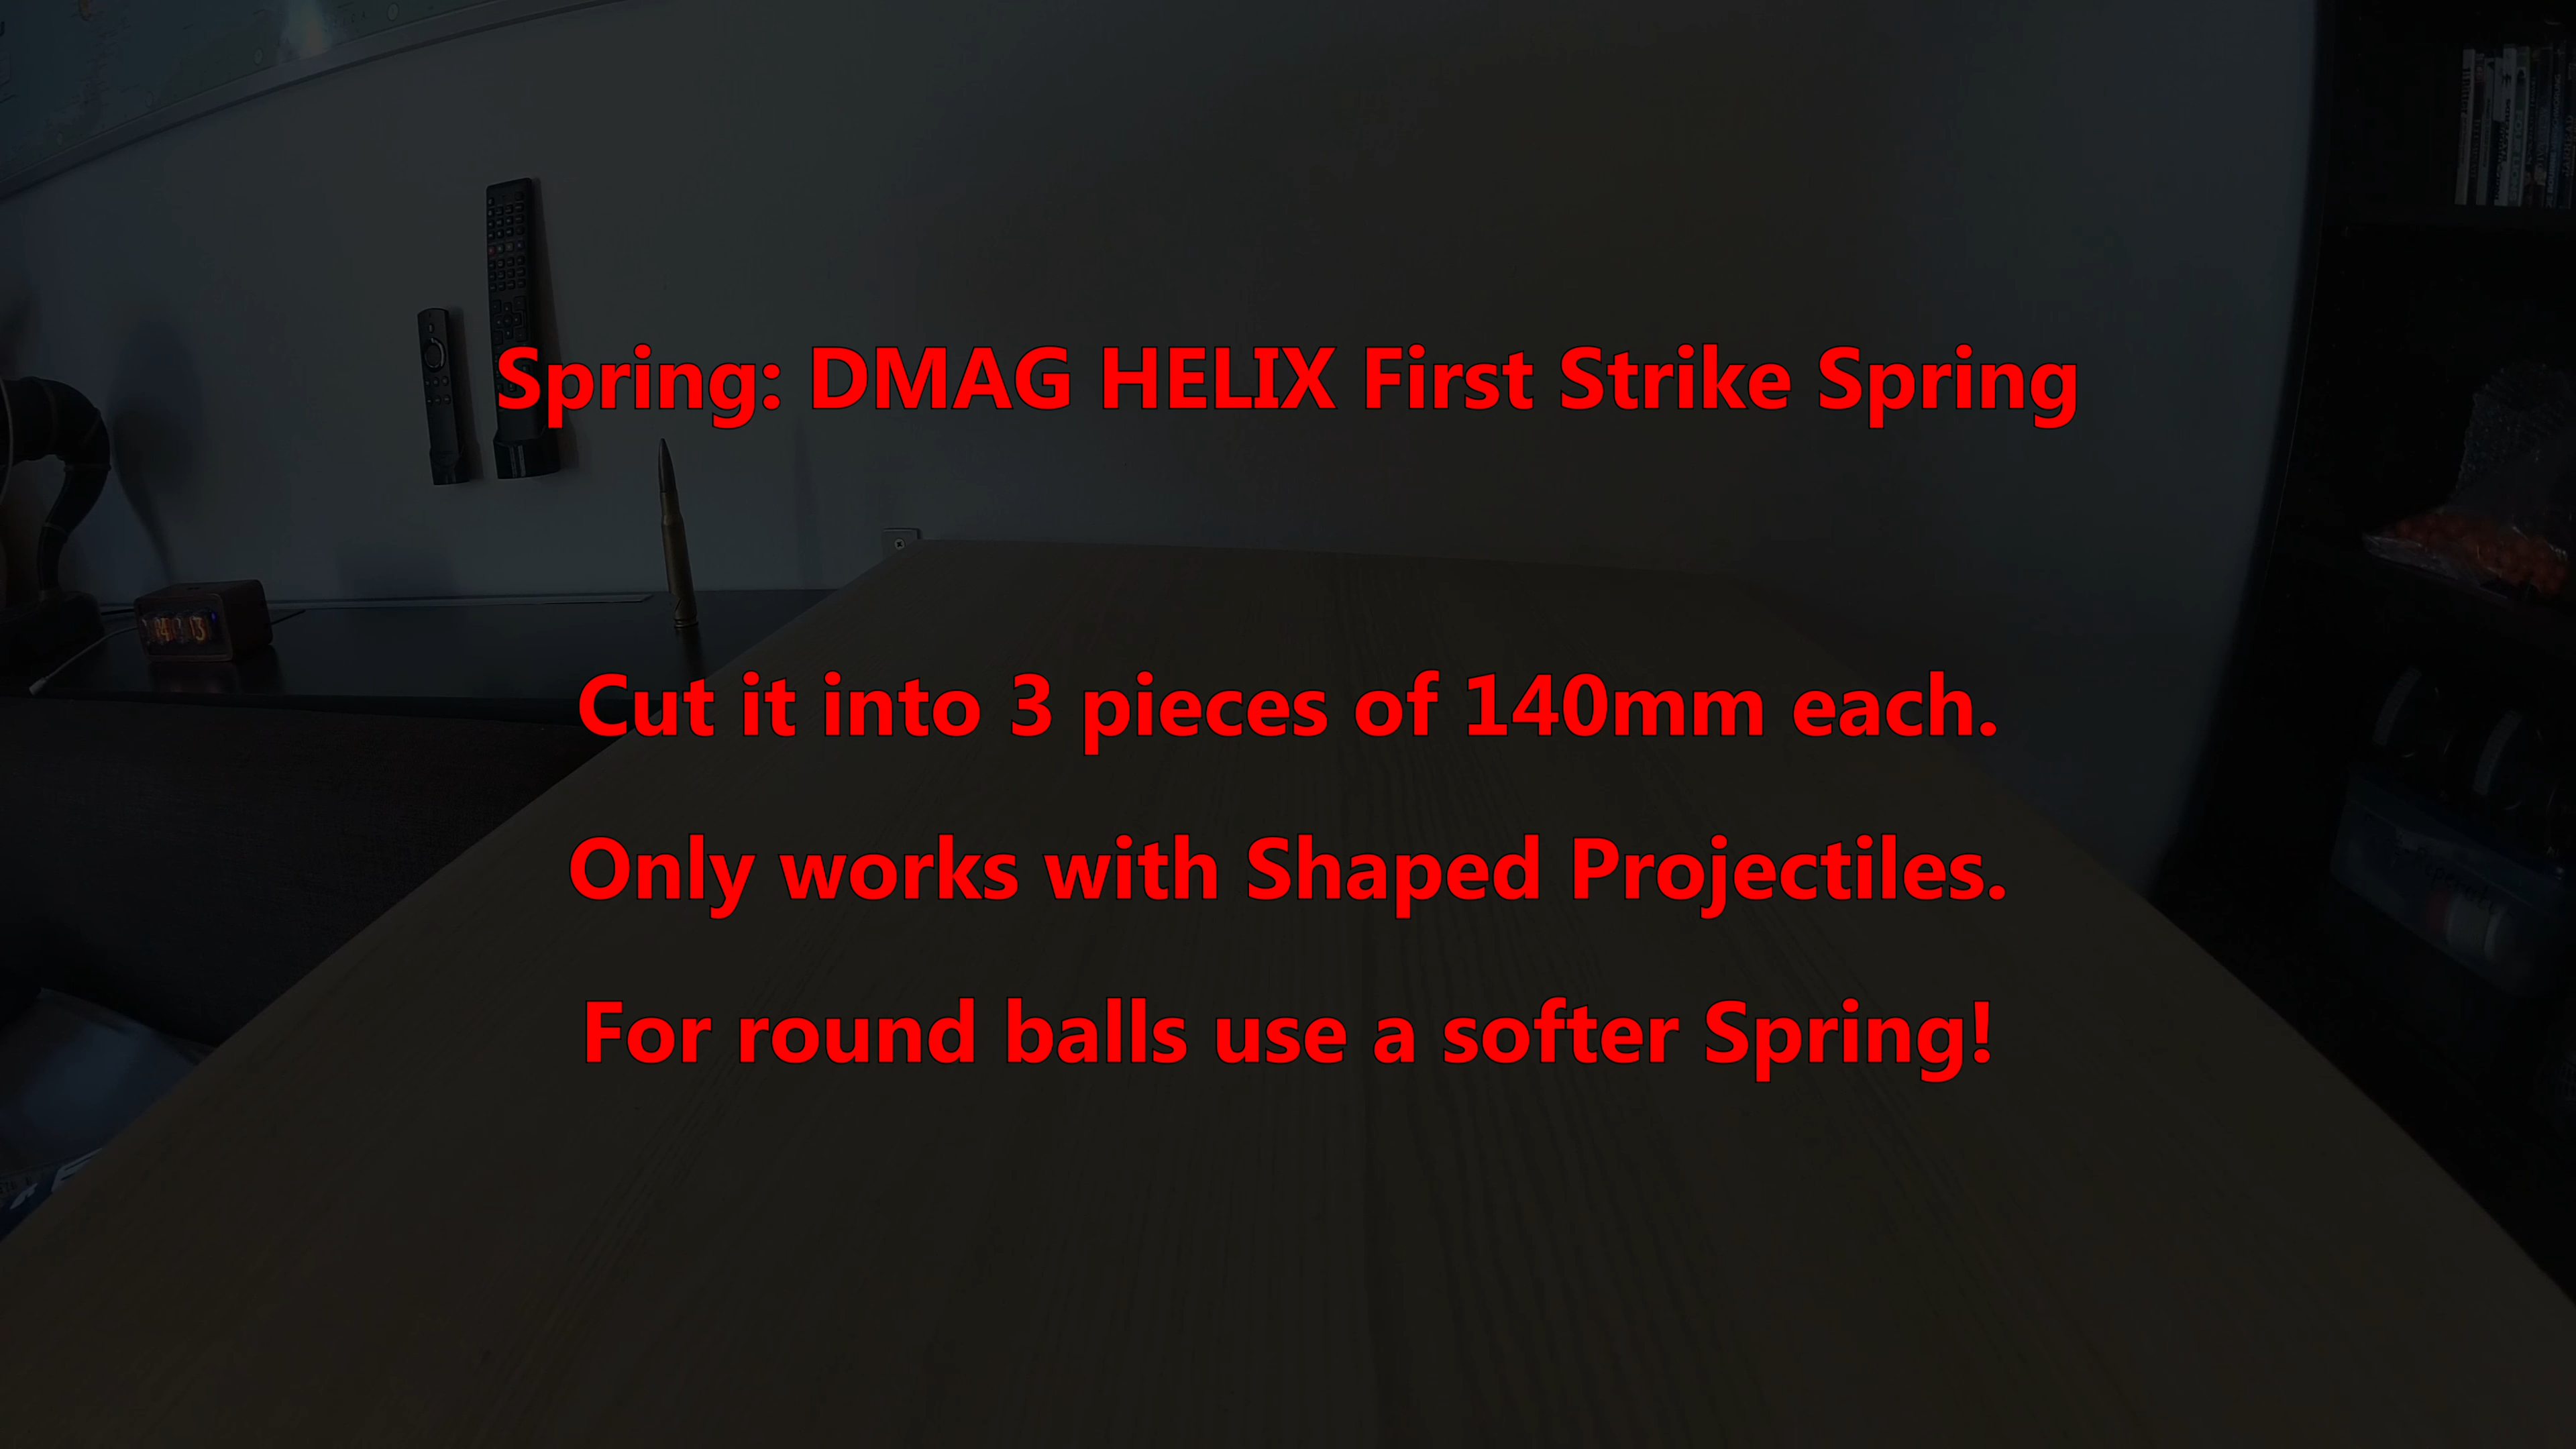 Spring: DMAG HELIX First Strike Spring
Cut it into 3 pieces of 140mm each.
Only works with Shaped Projectiles.
For round balls use a softer Spring!